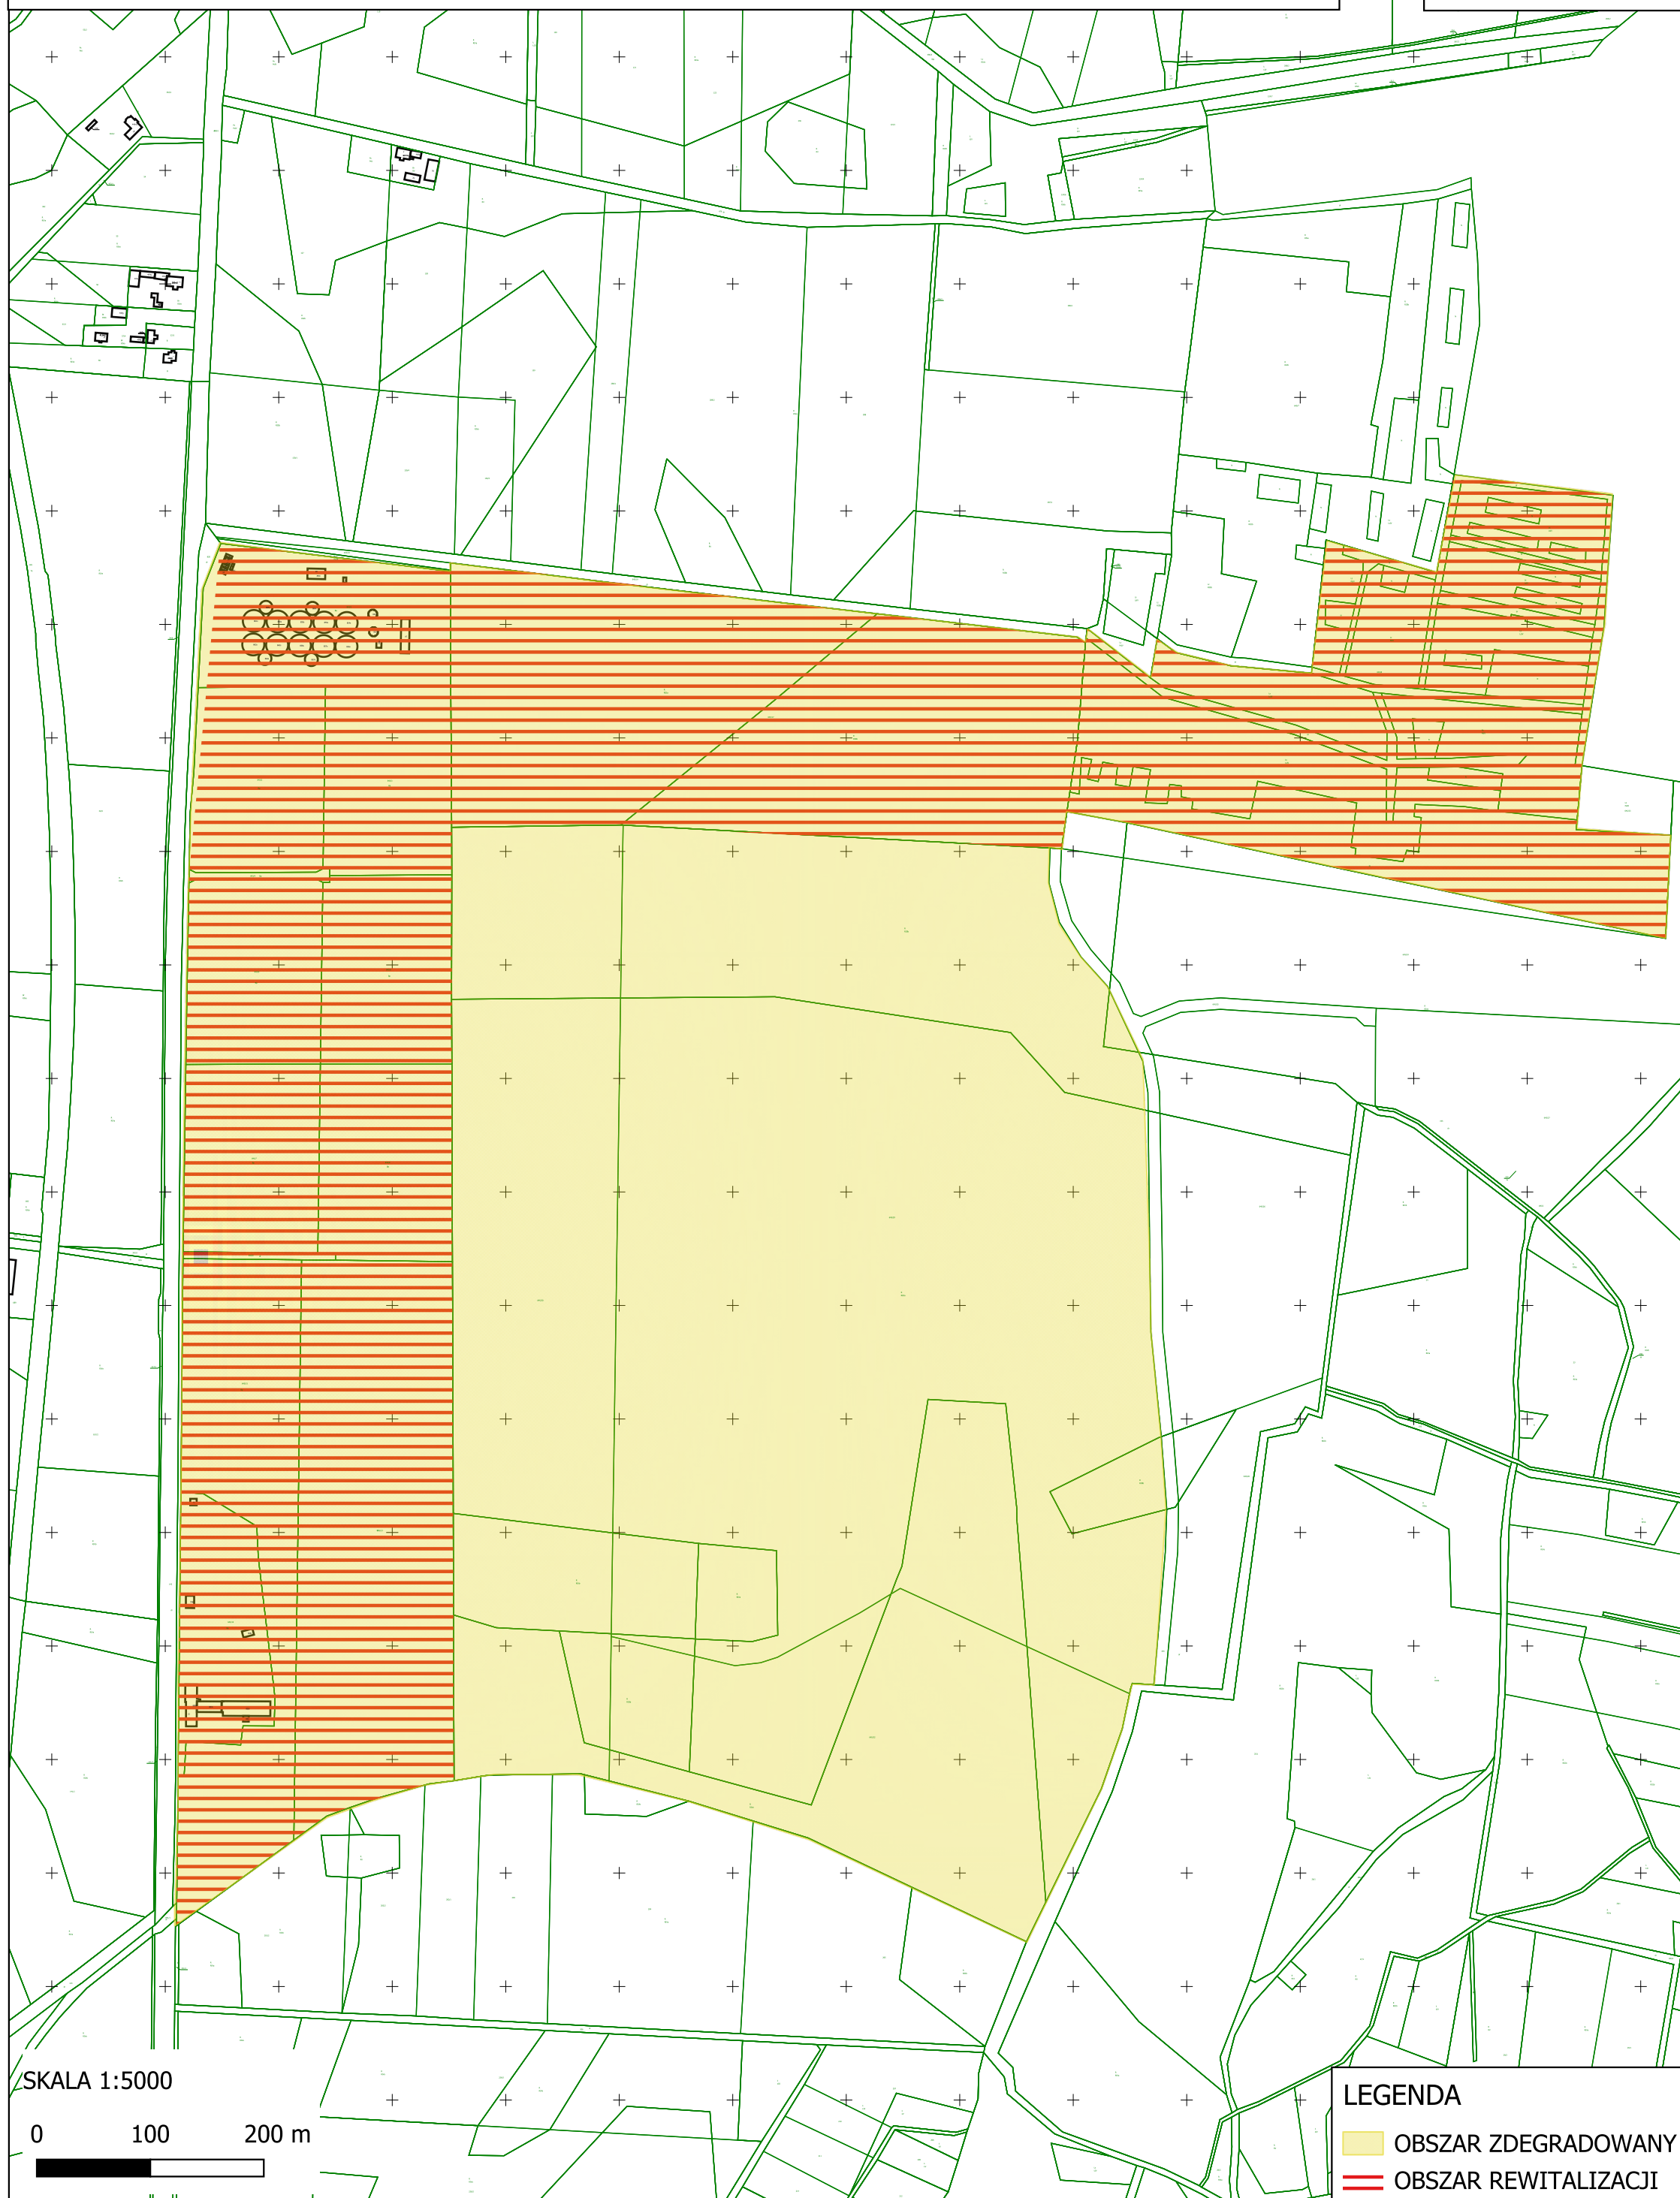 SKALA 1:5000
0 100 200 m
LEGENDA
OBSZAR ZDEGRADOWANY
OBSZAR REWITALIZACJI